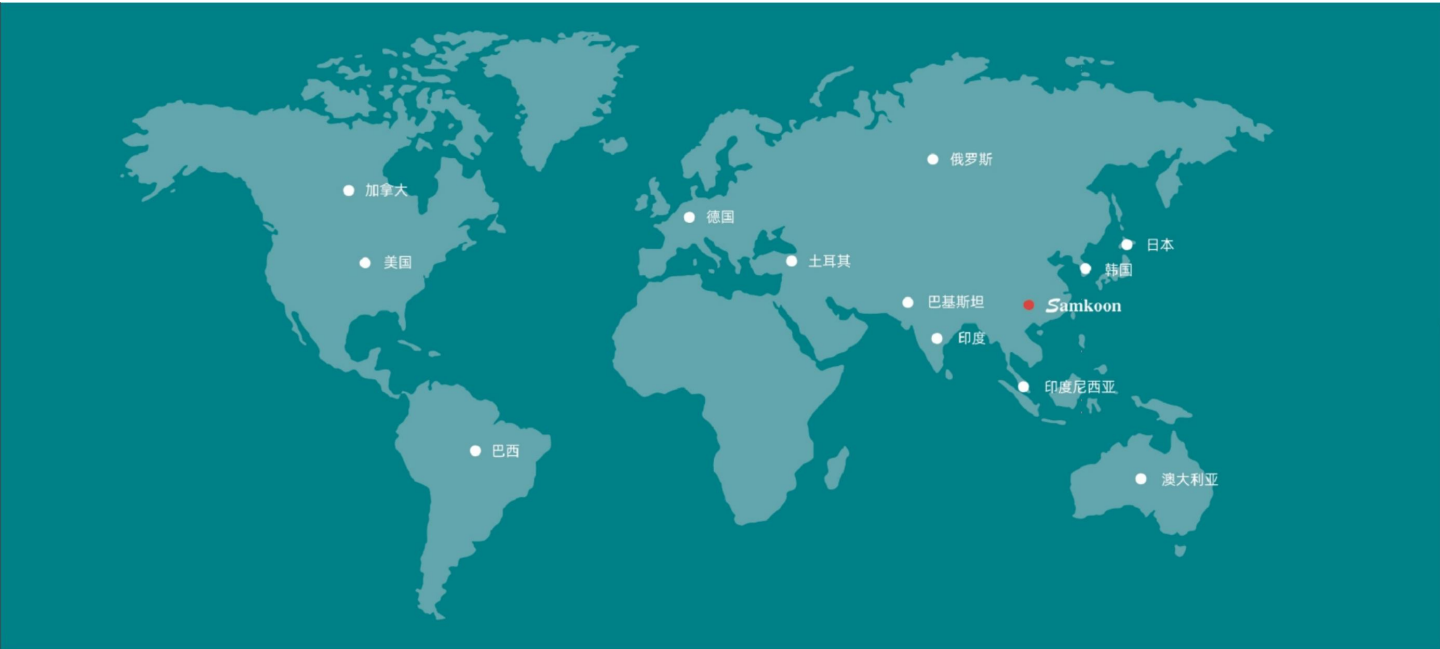 俄罗斯
加拿大
德国
日本
美国
土耳其
韩国
巴基斯坦
Samkoon
印度
印度尼西亚
巴西
澳大利亚